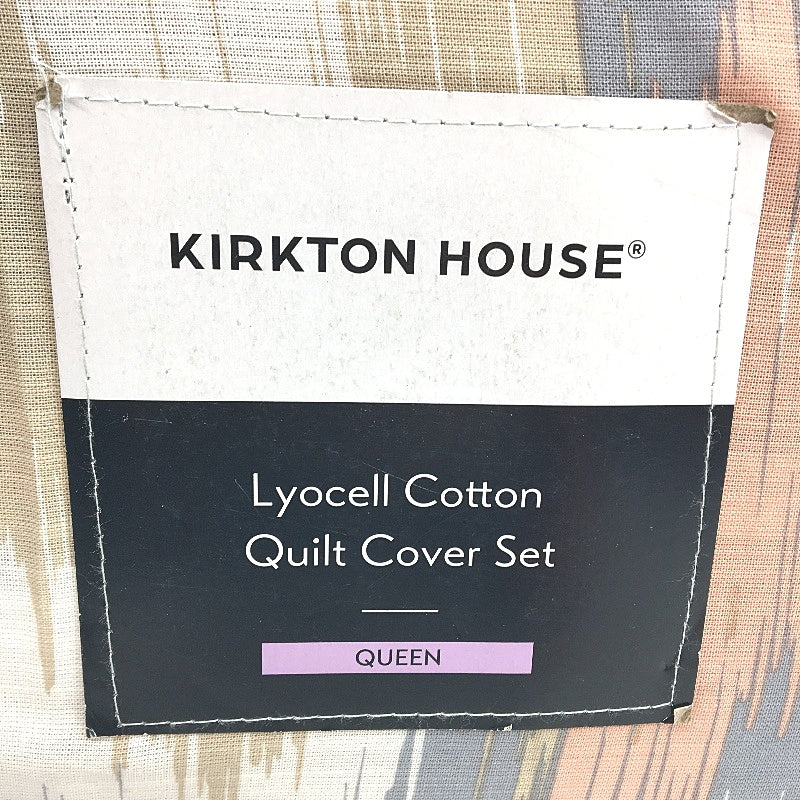 KIRKTON HOUSE®
Lyocell Cotton
Quilt Cover Set
QUEEN